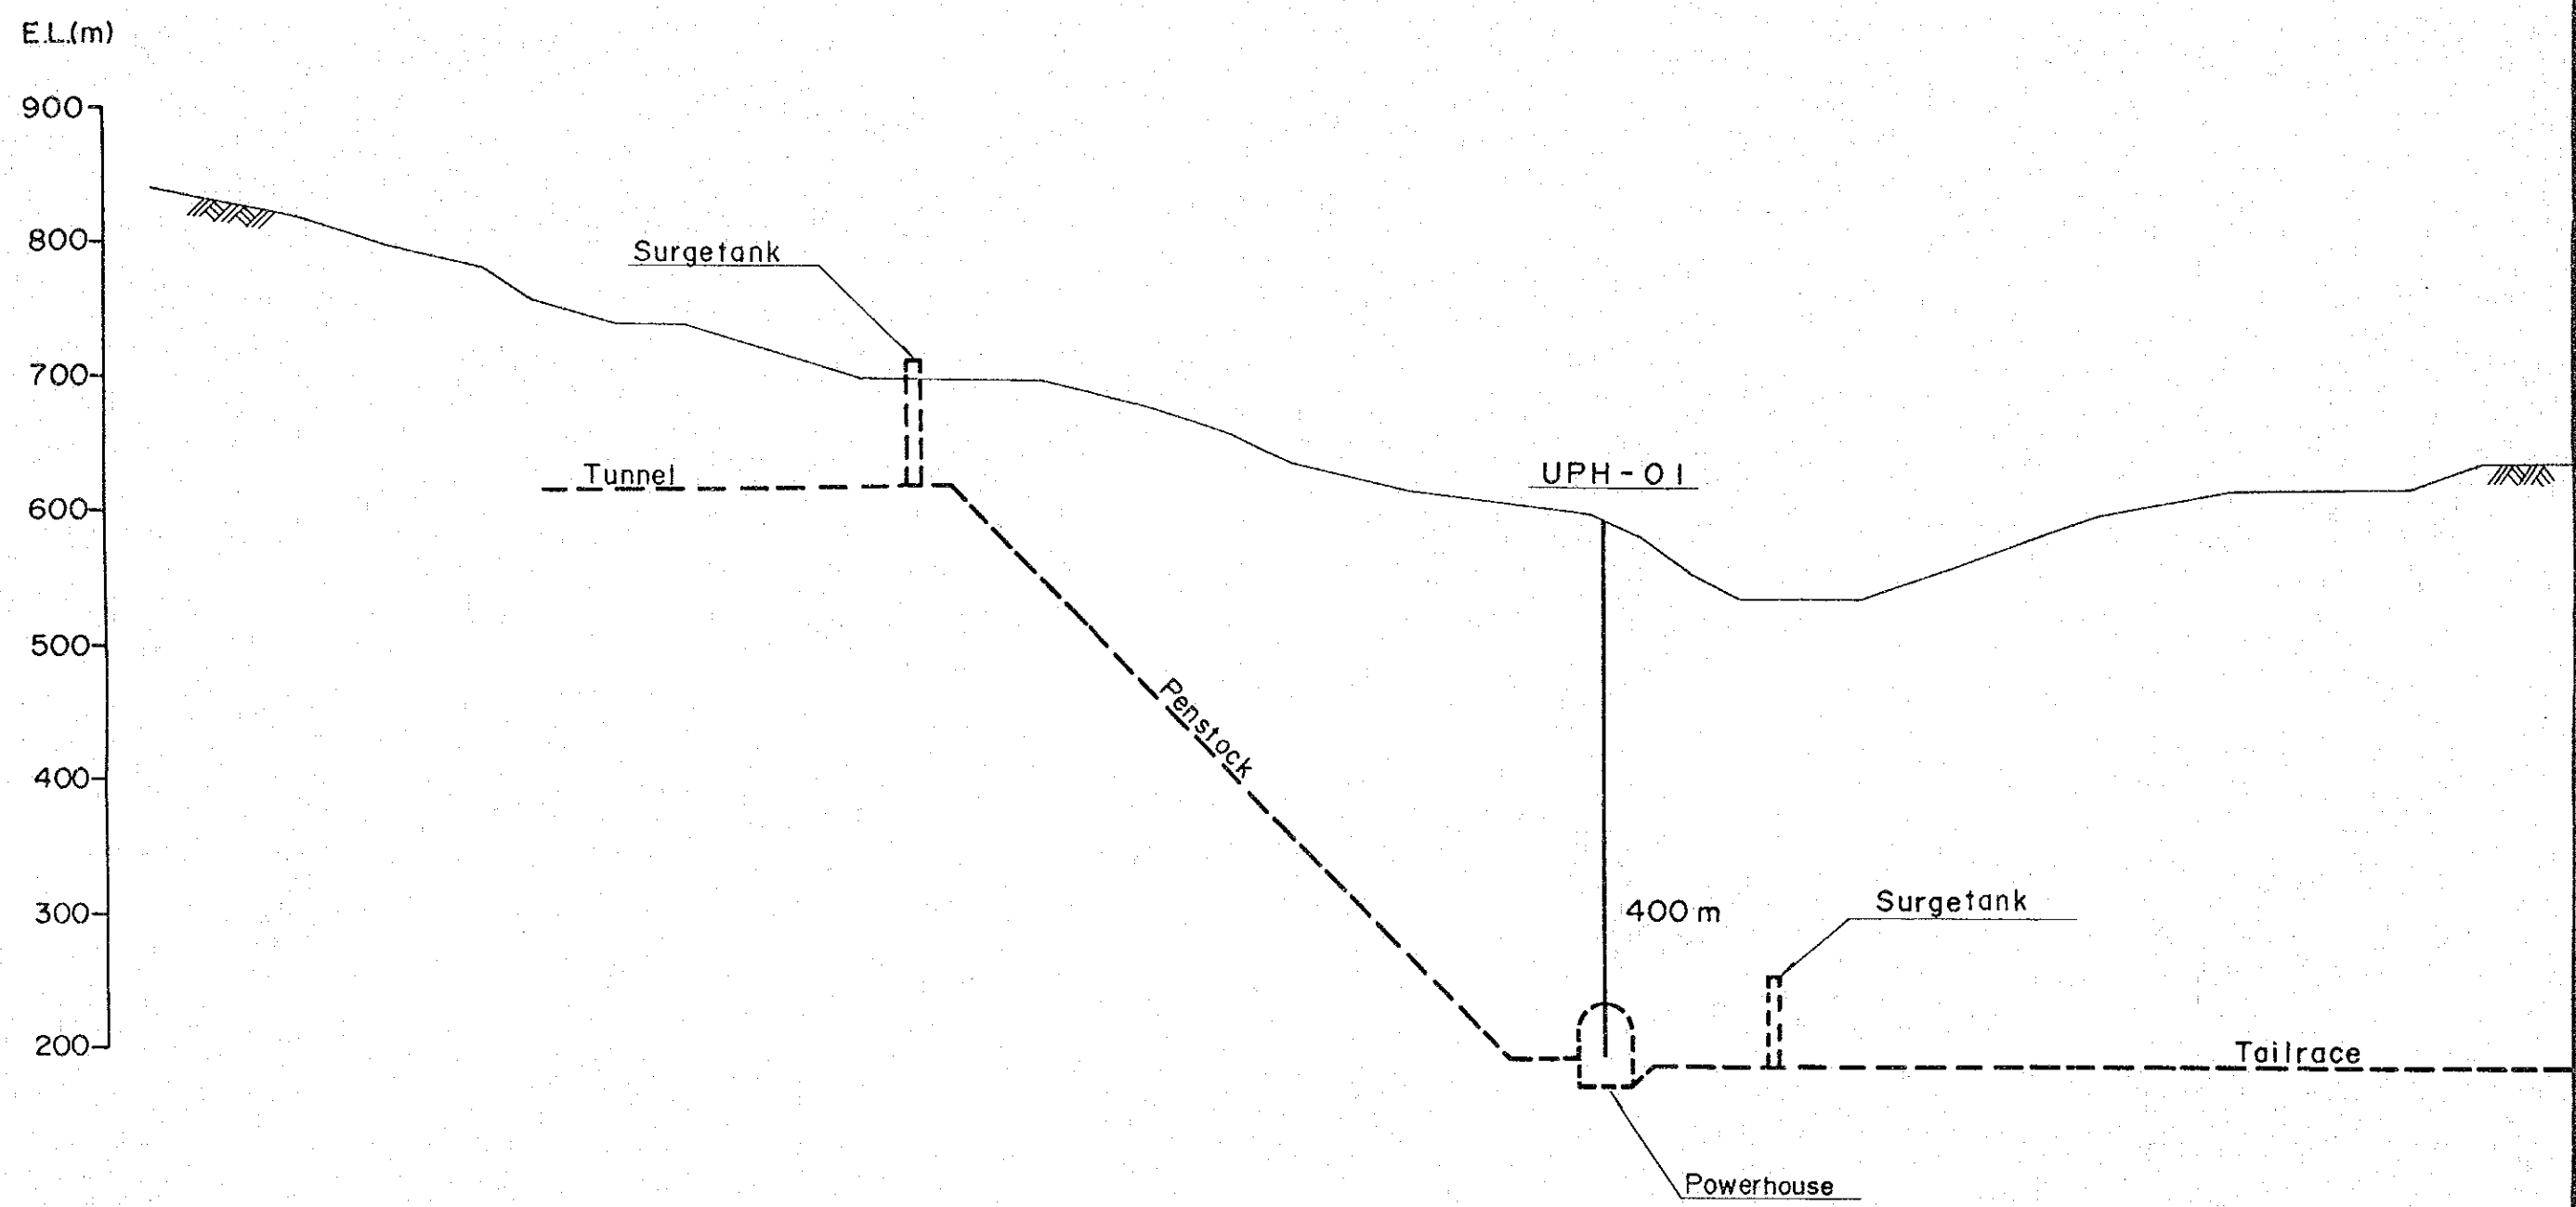 E.L.(m)
900
800
Surgetank
700
Tunnel
UPH-01
600
500
Penstock
400
300
400 m
Surgetank
200
Tailrace
Powerhouse